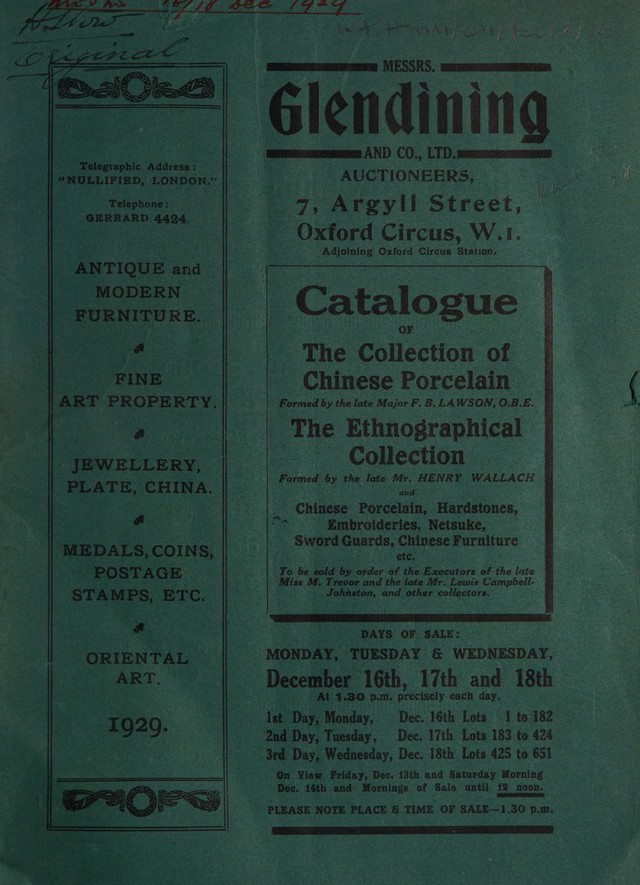 16/18 Dec 1929
Original
Telegraphic Address:
"NULLIFIED, LONDON."
Telephone:
GERRARD 4424.
ANTIQUE and
MODERN
FURNITURE.
FINE
ART PROPERTY.
JEWELLERY,
PLATE, CHINA.
MEDALS, COINS,
POSTAGE
STAMPS, ETC.
ORIENTAL
ART.
1929.
MESSRS.
Glendining
AND CO., LTD.
AUCTIONEERS,
7, Argyll Street,
Oxford Circus, W.1.
Adjoining Oxford Circus Station.
Catalogue
OF
The Collection of
Chinese Porcelain
Formed by the late Major F. B. LAWSON, O.B.E.
The Ethnographical
Collection
Formed by the late Mr. HENRY WALLACH
and
Chinese Porcelain, Hardstones,
Embroideries, Netsuke,
Sword Guards, Chinese Furniture
etc.
To be sold by order of the Executors of the late
Miss M. Trevor and the late Mr. Lewis Campbell-
Johnston, and other collectors.
DAYS OF SALE:
MONDAY, TUESDAY & WEDNESDAY,
December 16th, 17th and 18th
At 1.30 p.m. precisely each day.
1st Day, Monday, Dec. 16th Lots 1 to 182
2nd Day, Tuesday, Dec. 17th Lots 183 to 424
3rd Day, Wednesday, Dec. 18th Lots 425 to 651
On View Friday, Dec. 13th and Saturday Morning
Dec. 14th and Mornings of Sale until 12 noon.
PLEASE NOTE PLACE & TIME OF SALE—1.30 p.m.